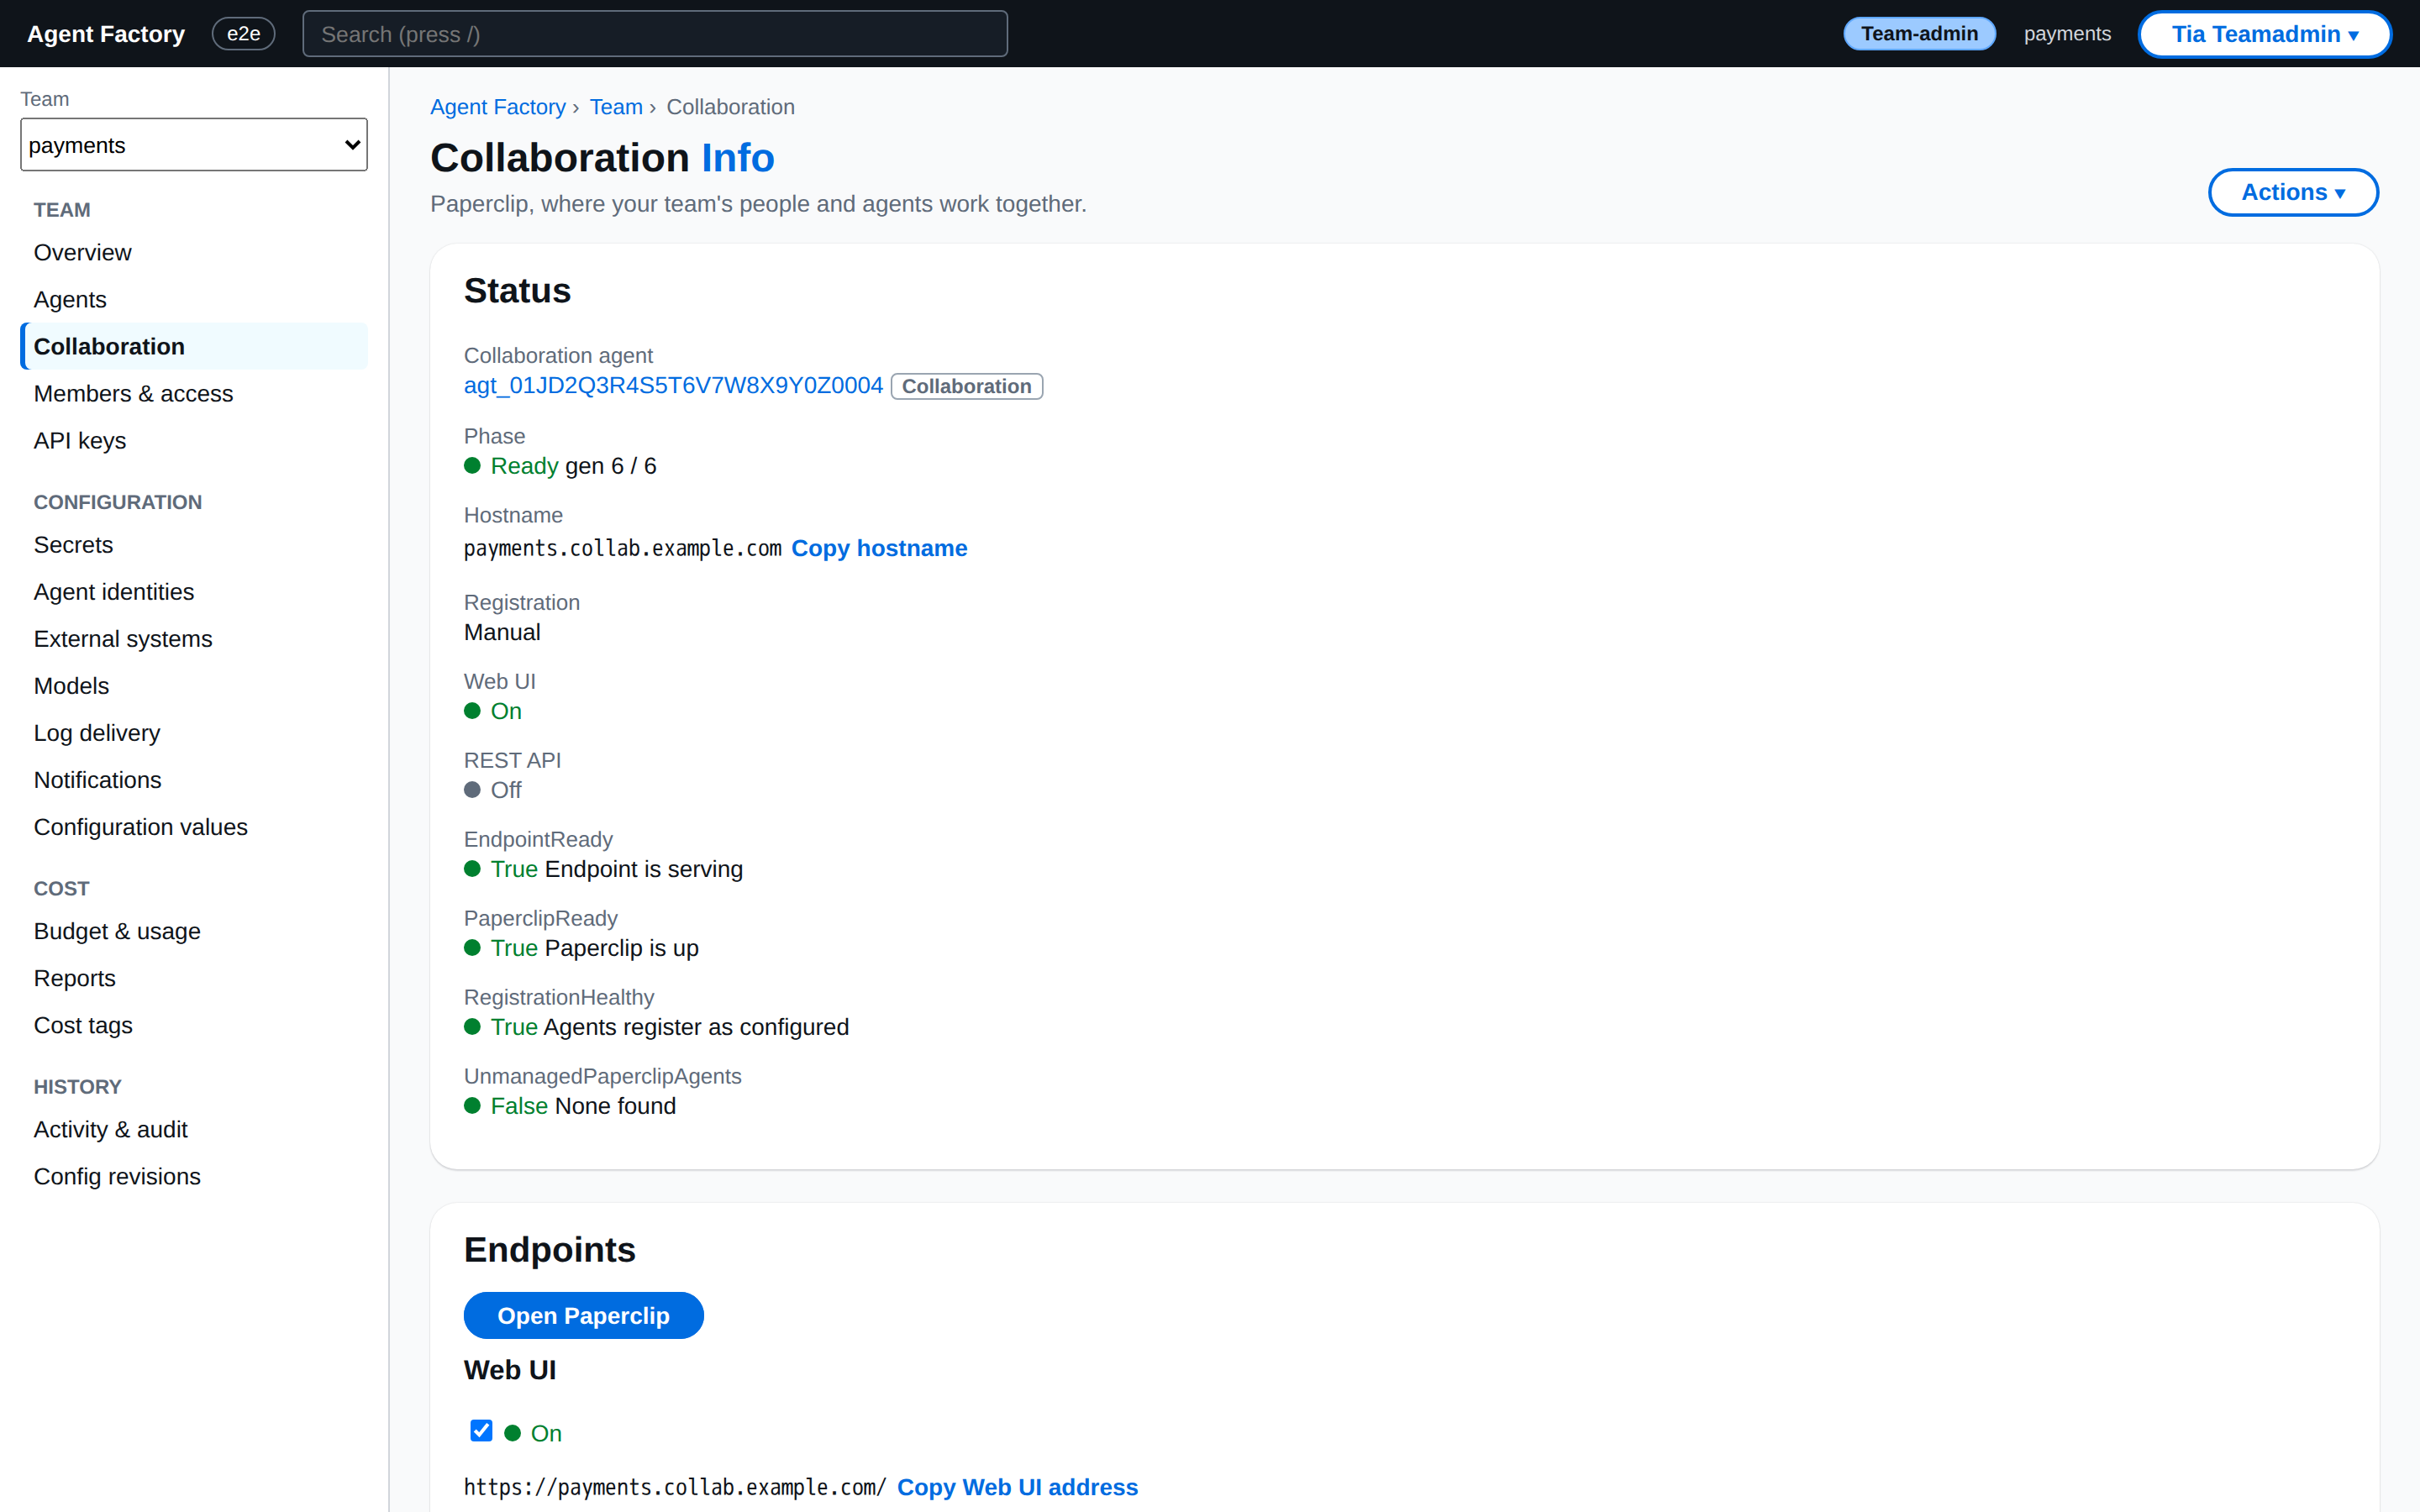 Agent Factory e2e Search (press /) Team-admin payments Tia Teamadmin ▾
Team
payments
TEAM
Overview
Agents
Collaboration
Members & access
API keys
CONFIGURATION
Secrets
Agent identities
External systems
Models
Log delivery
Notifications
Configuration values
COST
Budget & usage
Reports
Cost tags
HISTORY
Activity & audit
Config revisions
Agent Factory › Team › Collaboration
Collaboration Info
Paperclip, where your team's people and agents work together.
Actions ▾
Status
Collaboration agent
agt_01JD2Q3R4S5T6V7W8X9Y0Z0004 Collaboration
Phase
Ready gen 6 / 6
Hostname
payments.collab.example.com Copy hostname
Registration
Manual
Web UI
On
REST API
Off
EndpointReady
True Endpoint is serving
PaperclipReady
True Paperclip is up
RegistrationHealthy
True Agents register as configured
UnmanagedPaperclipAgents
False None found
Endpoints
Open Paperclip
Web UI
On
https://payments.collab.example.com/ Copy Web UI address